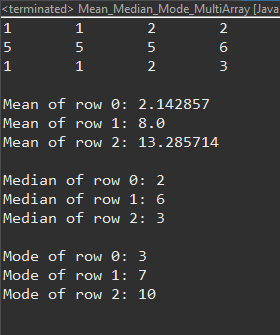 <terminated> Mean_Median_Mode_MultiArray [Java
1 1 2 2
5 5 5 6
1 1 2 3
Mean of row 0: 2.142857
Mean of row 1: 8.0
Mean of row 2: 13.285714
Median of row 0: 2
Median of row 1: 6
Median of row 2: 3
Mode of row 0: 3
Mode of row 1: 7
Mode of row 2: 10